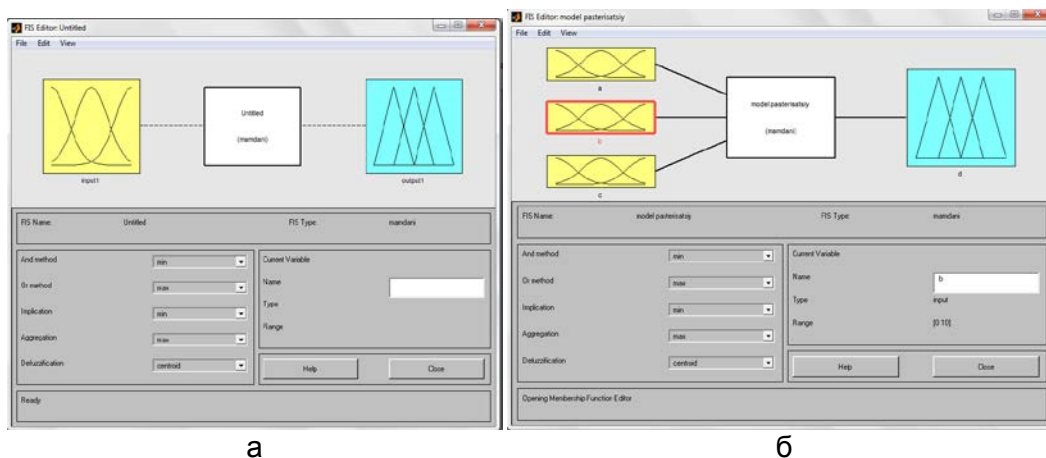 FIS Editor: Untitled
File Edit View
input1
Untitled
(mamdani)
output1
FIS Name: Untitled FIS Type: mamdani
And method min
Or method max
Implication min
Aggregation max
Defuzzification centroid
Current Variable
Name
Type
Range
Help Close
Ready
а
FIS Editor: model pasterisatsiy
File Edit View
a
b
c
model pasterisatsiy
(mamdani)
d
FIS Name: model pasterisatsiy FIS Type: mamdani
And method min
Or method max
Implication min
Aggregation max
Defuzzification centroid
Current Variable
Name b
Type input
Range [0 10]
Help Close
Opening Membership Function Editor
б